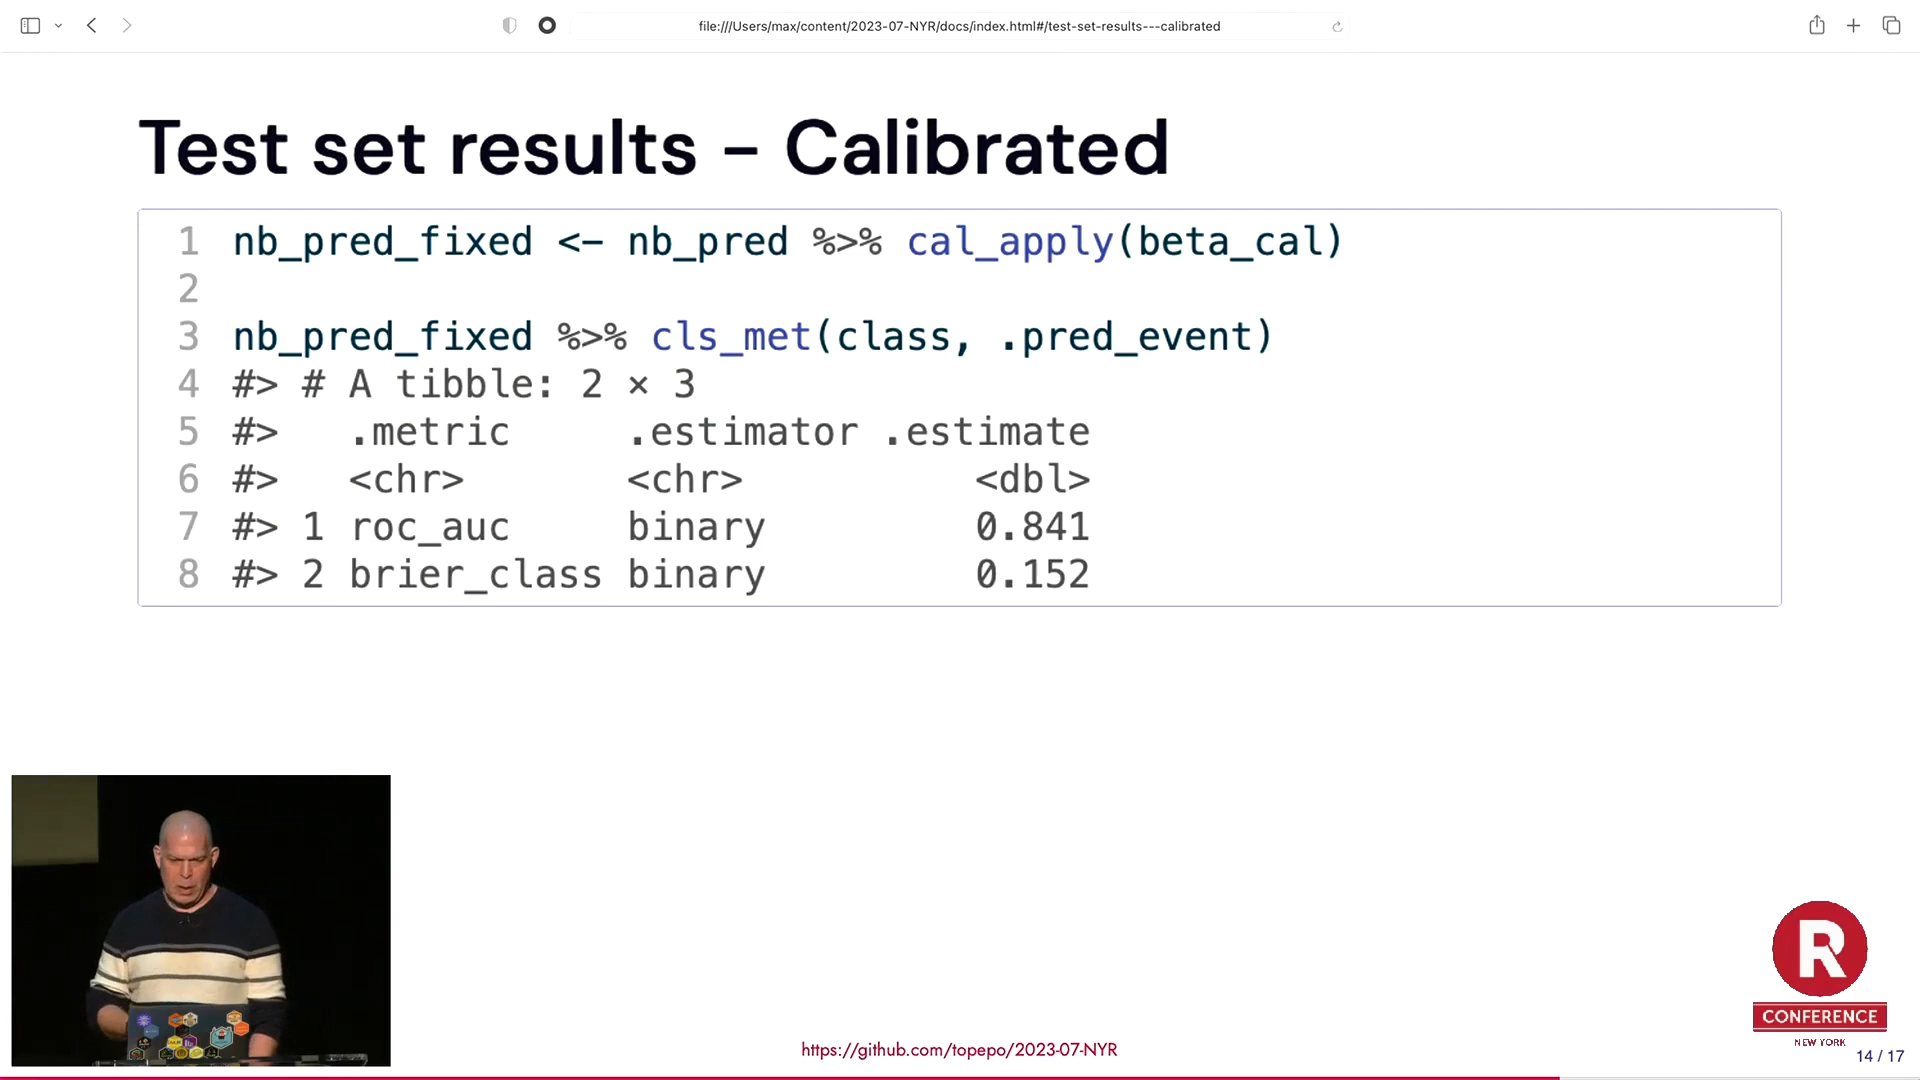 file:///Users/max/content/2023-07-NYR/docs/index.html#/test-set-results---calibrated
Test set results – Calibrated
1 nb_pred_fixed <- nb_pred %>% cal_apply(beta_cal)
2
3 nb_pred_fixed %>% cls_met(class, .pred_event)
4 #> # A tibble: 2 × 3
5 #>   .metric     .estimator .estimate
6 #>   <chr>       <chr>          <dbl>
7 #> 1 roc_auc     binary         0.841
8 #> 2 brier_class binary         0.152
R
CONFERENCE
NEW YORK
https://github.com/topepo/2023-07-NYR
14 / 17